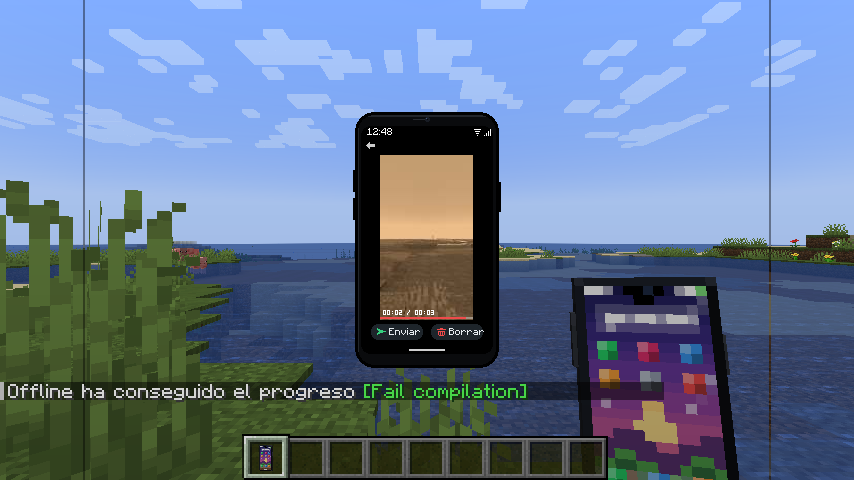 12:48
00:02 / 00:03
Enviar
Borrar
Offline ha conseguido el progreso [Fail compilation]